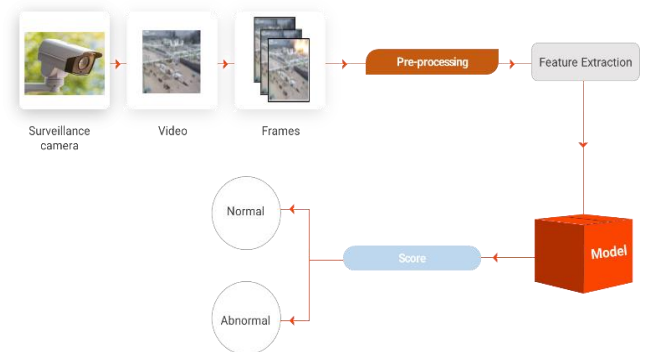 Pre-processing
Feature Extraction
Surveillance
camera
Video
Frames
Normal
Model
Score
Abnormal